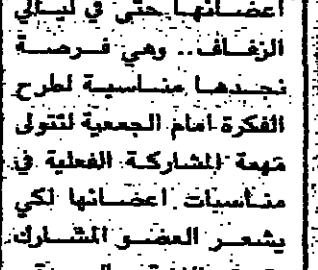 أعضائها حتى في ليالي
الزفاف.. وهي فرصة
نجدها مناسبة لطرح
الفكرة امام الجمعية لتتولى
مهمة المشاركة الفعلية في
مناسبات اعضائها لكي
يشعر العضو المشارك